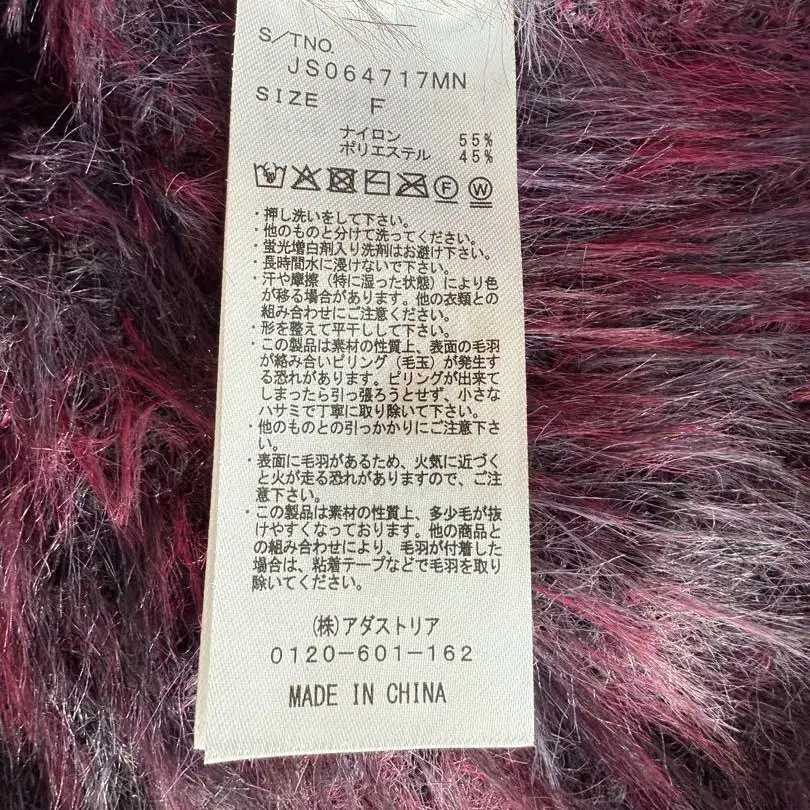 S/TNO.
JS064717MN
SIZE F
ナイロン 55%
ポリエステル 45%
F W
・押し洗いをして下さい。
・他のものと分けて洗ってください。
・蛍光増白剤入り洗剤はお避け下さい。
・長時間水に浸けないで下さい。
・汗や摩擦（特に湿った状態）により色
が移る場合があります。他の衣類との
組み合わせにご注意ください。
・形を整えて平干しして下さい。
・この製品は素材の性質上、表面の毛羽
が絡み合いピリング（毛玉）が発生す
る恐れがあります。ピリングが出来て
しまったら引っ張ろうとせず、小さな
ハサミで丁寧に取り除いて下さい。
・他のものとの引っかかりにご注意下さ
い。
・表面に毛羽があるため、火気に近づく
と火が走る恐れがありますので、ご注
意下さい。
・この製品は素材の性質上、多少毛が抜
けやすくなっております。他の商品と
の組み合わせにより、毛羽が付着した
場合は、粘着テープなどで毛羽を取り
除いてください。
(株)アダストリア
0120-601-162
MADE IN CHINA